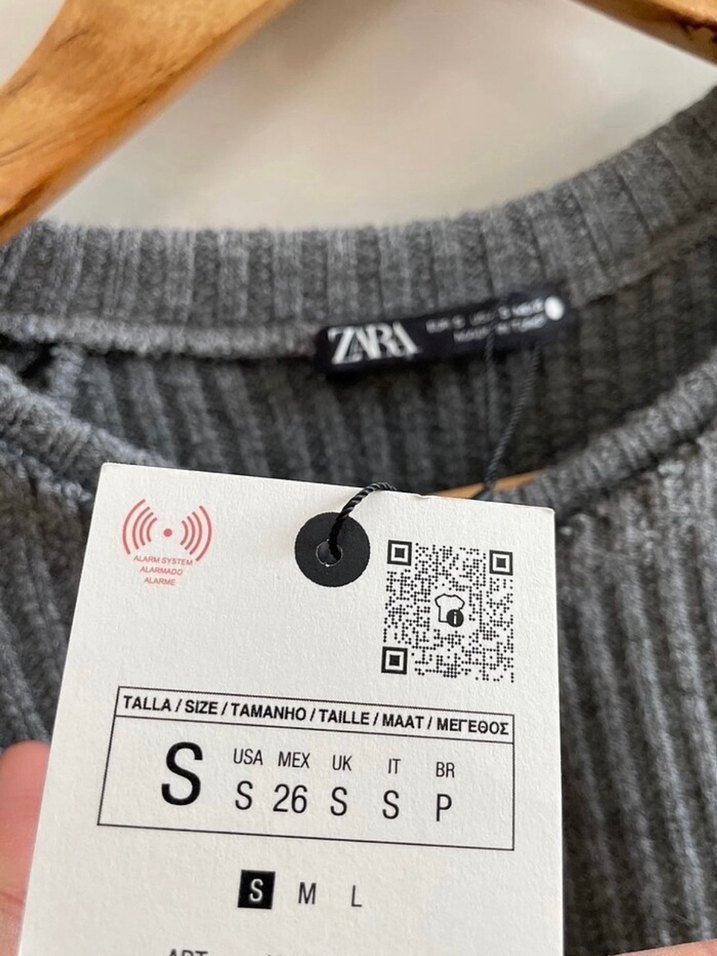 ZARA
ALARM SYSTEM
ALARMADO
ALARME
TALLA / SIZE / TAMANHO / TAILLE / MAAT / ΜΕΓΕΘΟΣ
S
USA MEX UK IT BR
S 26 S S P
S M L